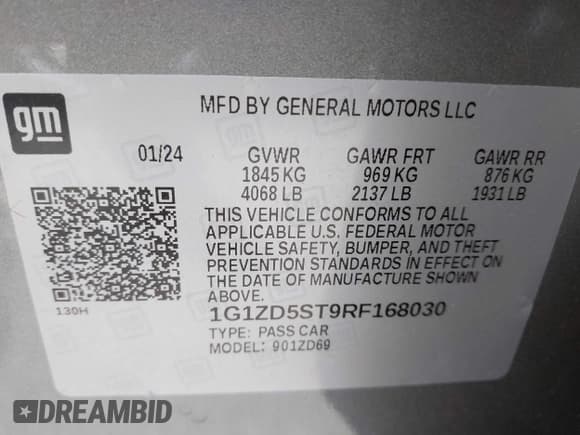 gm
MFD BY GENERAL MOTORS LLC
01/24 GVWR GAWR FRT GAWR RR
1845 KG 969 KG 876 KG
4068 LB 2137 LB 1931 LB
THIS VEHICLE CONFORMS TO ALL
APPLICABLE U.S. FEDERAL MOTOR
VEHICLE SAFETY, BUMPER, AND THEFT
PREVENTION STANDARDS IN EFFECT ON
THE DATE OF MANUFACTURE SHOWN
ABOVE.
130H
1G1ZD5ST9RF168030
TYPE: PASS CAR
MODEL: 901ZD69
DREAMBID